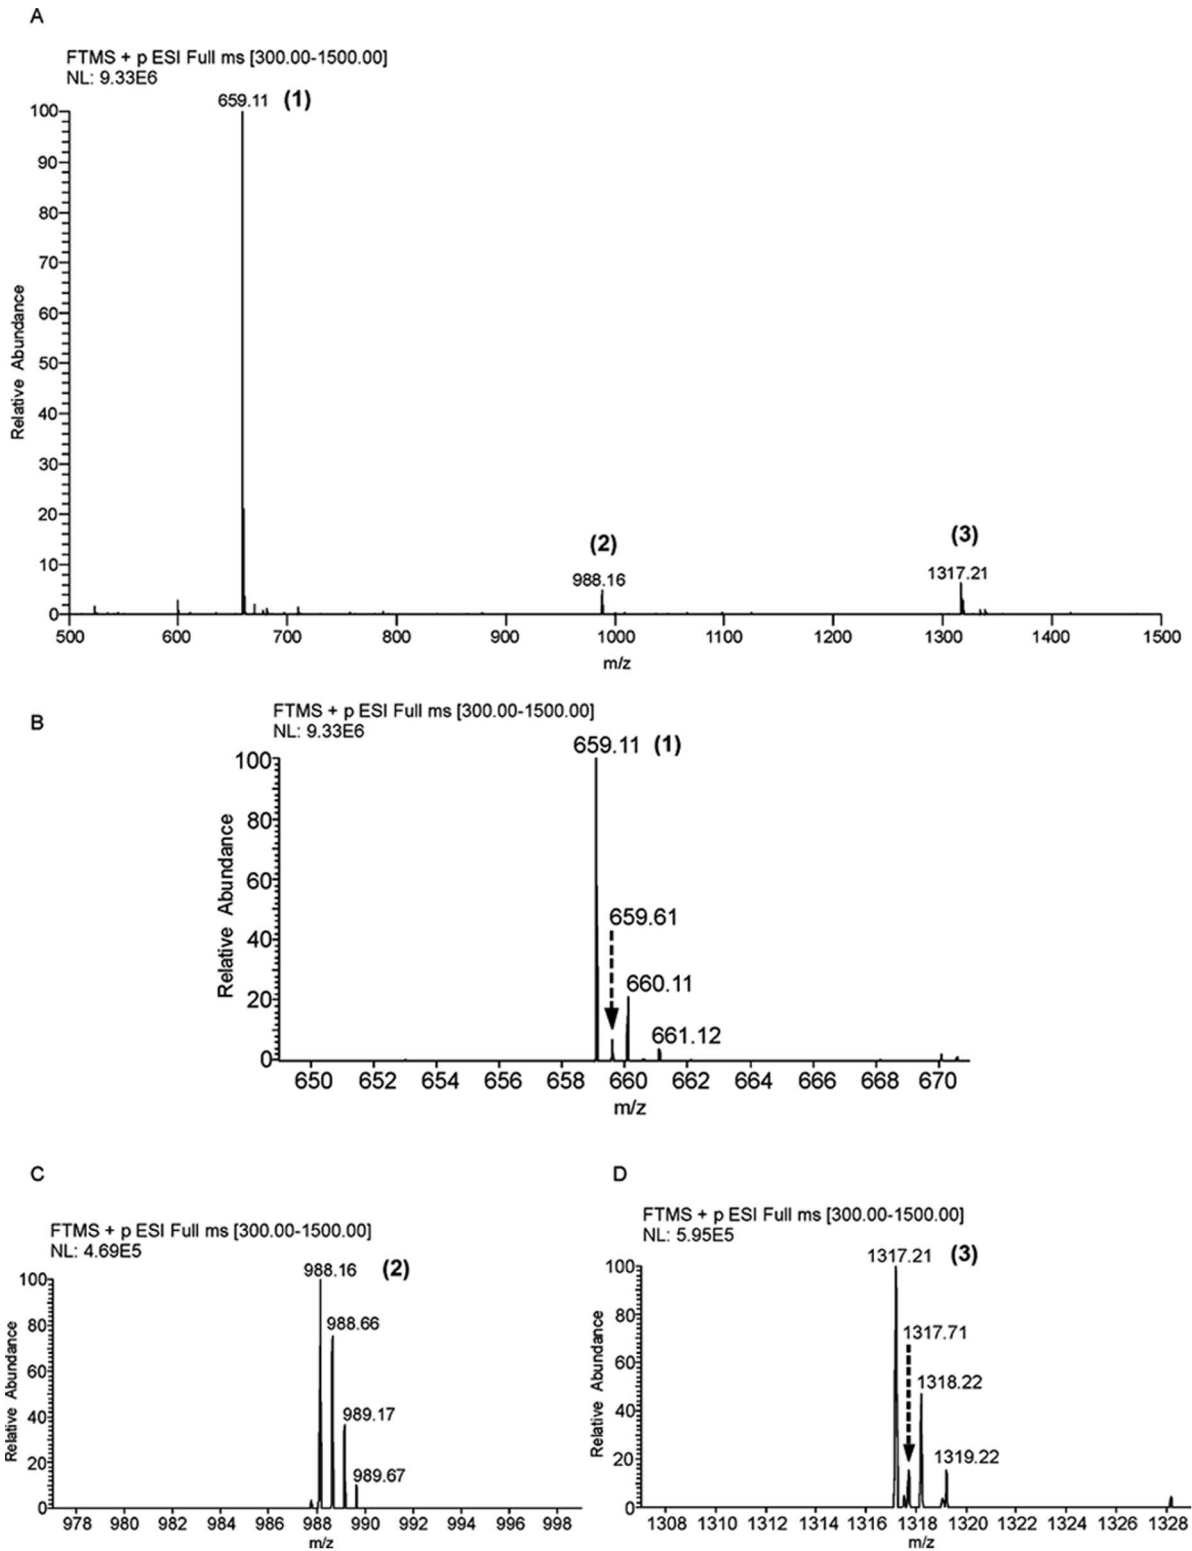 A
FTMS + p ESI Full ms [300.00-1500.00]
NL: 9.33E6
659.11 (1)
100
90
80
70
60
50
40
30
20
10
0
Relative Abundance
(2)
988.16
(3)
1317.21
500 600 700 800 900 1000 1100 1200 1300 1400 1500
m/z
B
FTMS + p ESI Full ms [300.00-1500.00]
NL: 9.33E6
659.11 (1)
100
80
60
40
20
0
Relative Abundance
659.61
660.11
661.12
650 652 654 656 658 660 662 664 666 668 670
m/z
C
FTMS + p ESI Full ms [300.00-1500.00]
NL: 4.69E5
988.16 (2)
100
80
60
40
20
0
Relative Abundance
988.66
989.17
989.67
978 980 982 984 986 988 990 992 994 996 998
m/z
D
FTMS + p ESI Full ms [300.00-1500.00]
NL: 5.95E5
1317.21 (3)
100
80
60
40
20
0
Relative Abundance
1317.71
1318.22
1319.22
1308 1310 1312 1314 1316 1318 1320 1322 1324 1326 1328
m/z